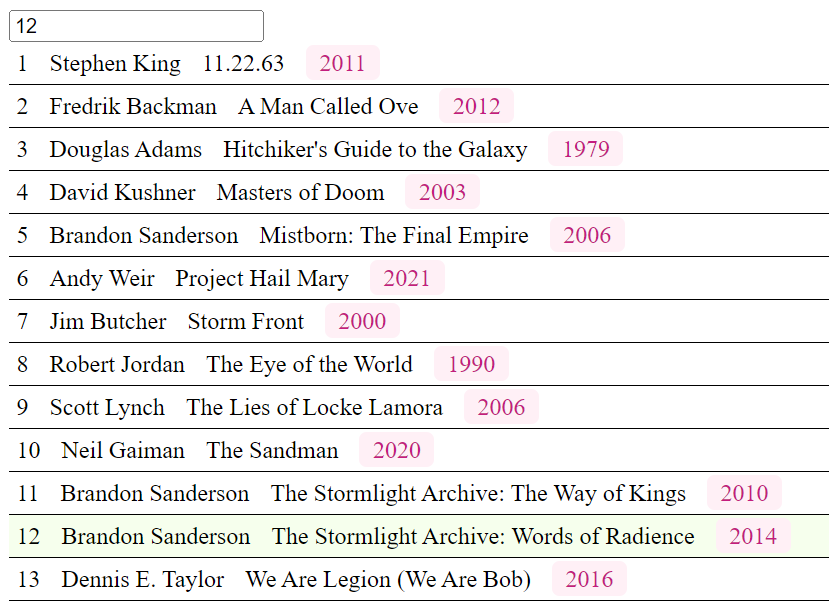 12
1 Stephen King 11.22.63 2011
2 Fredrik Backman A Man Called Ove 2012
3 Douglas Adams Hitchiker's Guide to the Galaxy 1979
4 David Kushner Masters of Doom 2003
5 Brandon Sanderson Mistborn: The Final Empire 2006
6 Andy Weir Project Hail Mary 2021
7 Jim Butcher Storm Front 2000
8 Robert Jordan The Eye of the World 1990
9 Scott Lynch The Lies of Locke Lamora 2006
10 Neil Gaiman The Sandman 2020
11 Brandon Sanderson The Stormlight Archive: The Way of Kings 2010
12 Brandon Sanderson The Stormlight Archive: Words of Radience 2014
13 Dennis E. Taylor We Are Legion (We Are Bob) 2016